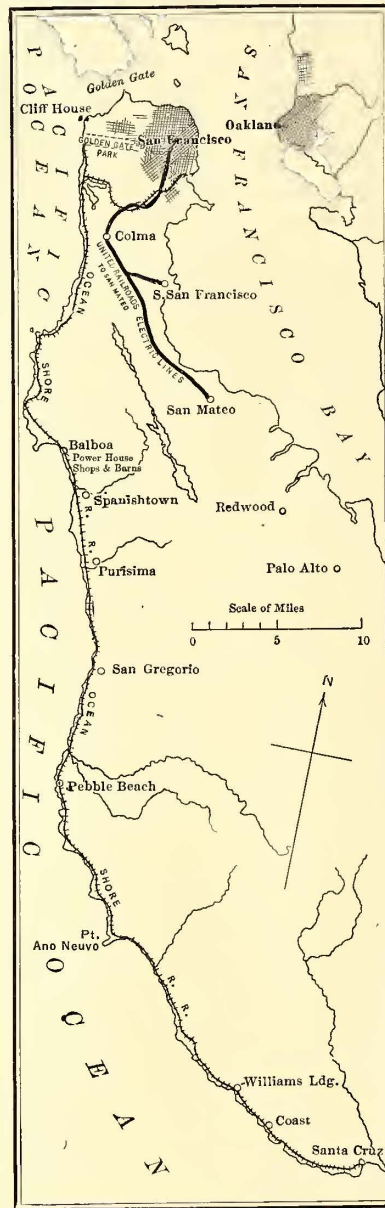 Golden Gate
Cliff House
GOLDEN GATE
PARK
San Francisco
Oakland
SAN FRANCISCO BAY
PACIFIC
OCEAN
Colma
UNITED RAILROADS ELECTRIC LINES
TO SAN MATEO
S. San Francisco
OCEAN
SHORE
San Mateo
Balboa
Power House
Shops & Barns
Spanishtown
R. R.
Redwood
Purisima
Palo Alto
Scale of Miles
0 5 10
PACIFIC
San Gregorio
N
OCEAN
Pebble Beach
SHORE
Pt.
Ano Neuvo
R. R.
OCEAN
Williams Ldg.
Coast
Santa Cruz